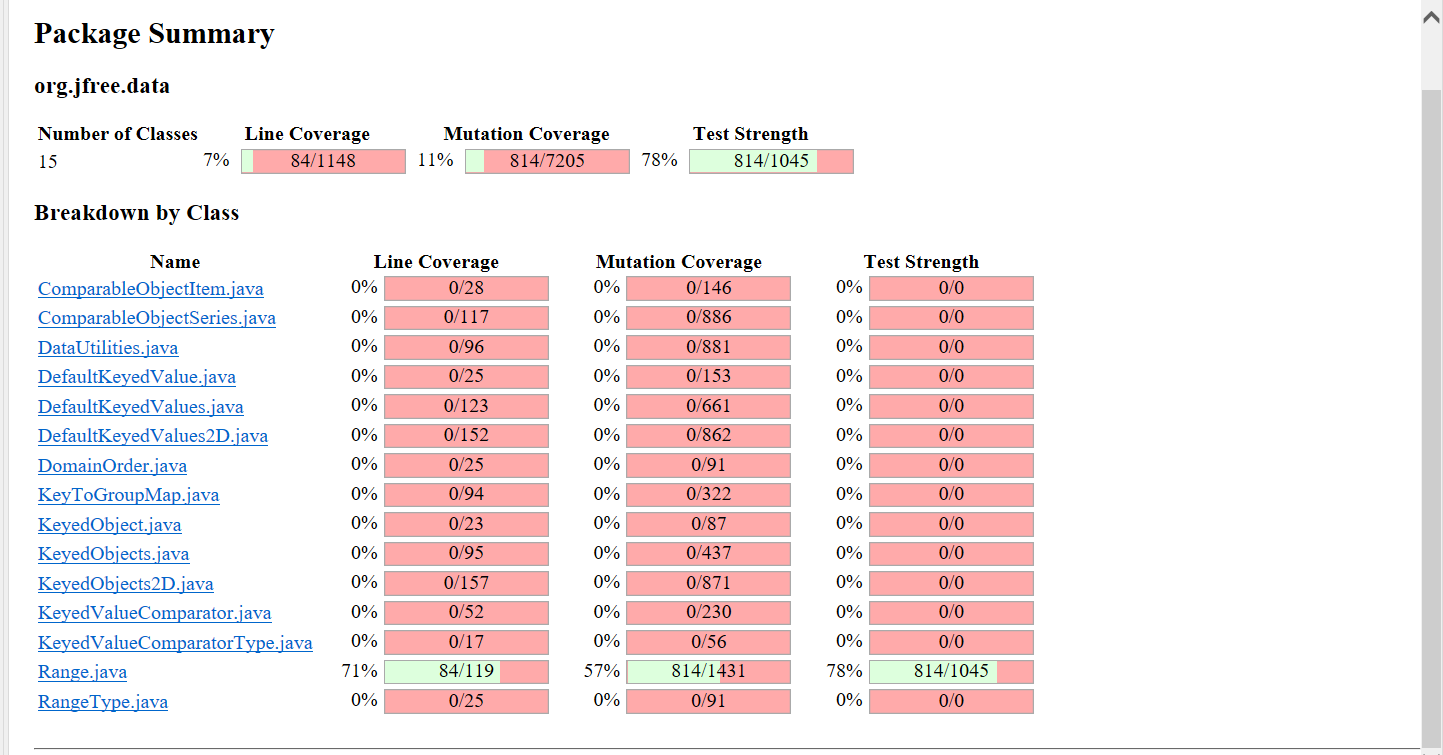 Package Summary
org.jfree.data
Number of Classes Line Coverage Mutation Coverage Test Strength
15 7% 84/1148 11% 814/7205 78% 814/1045
Breakdown by Class
Name Line Coverage Mutation Coverage Test Strength
ComparableObjectItem.java 0% 0/28 0% 0/146 0% 0/0
ComparableObjectSeries.java 0% 0/117 0% 0/886 0% 0/0
DataUtilities.java 0% 0/96 0% 0/881 0% 0/0
DefaultKeyedValue.java 0% 0/25 0% 0/153 0% 0/0
DefaultKeyedValues.java 0% 0/123 0% 0/661 0% 0/0
DefaultKeyedValues2D.java 0% 0/152 0% 0/862 0% 0/0
DomainOrder.java 0% 0/25 0% 0/91 0% 0/0
KeyToGroupMap.java 0% 0/94 0% 0/322 0% 0/0
KeyedObject.java 0% 0/23 0% 0/87 0% 0/0
KeyedObjects.java 0% 0/95 0% 0/437 0% 0/0
KeyedObjects2D.java 0% 0/157 0% 0/871 0% 0/0
KeyedValueComparator.java 0% 0/52 0% 0/230 0% 0/0
KeyedValueComparatorType.java 0% 0/17 0% 0/56 0% 0/0
Range.java 71% 84/119 57% 814/1431 78% 814/1045
RangeType.java 0% 0/25 0% 0/91 0% 0/0